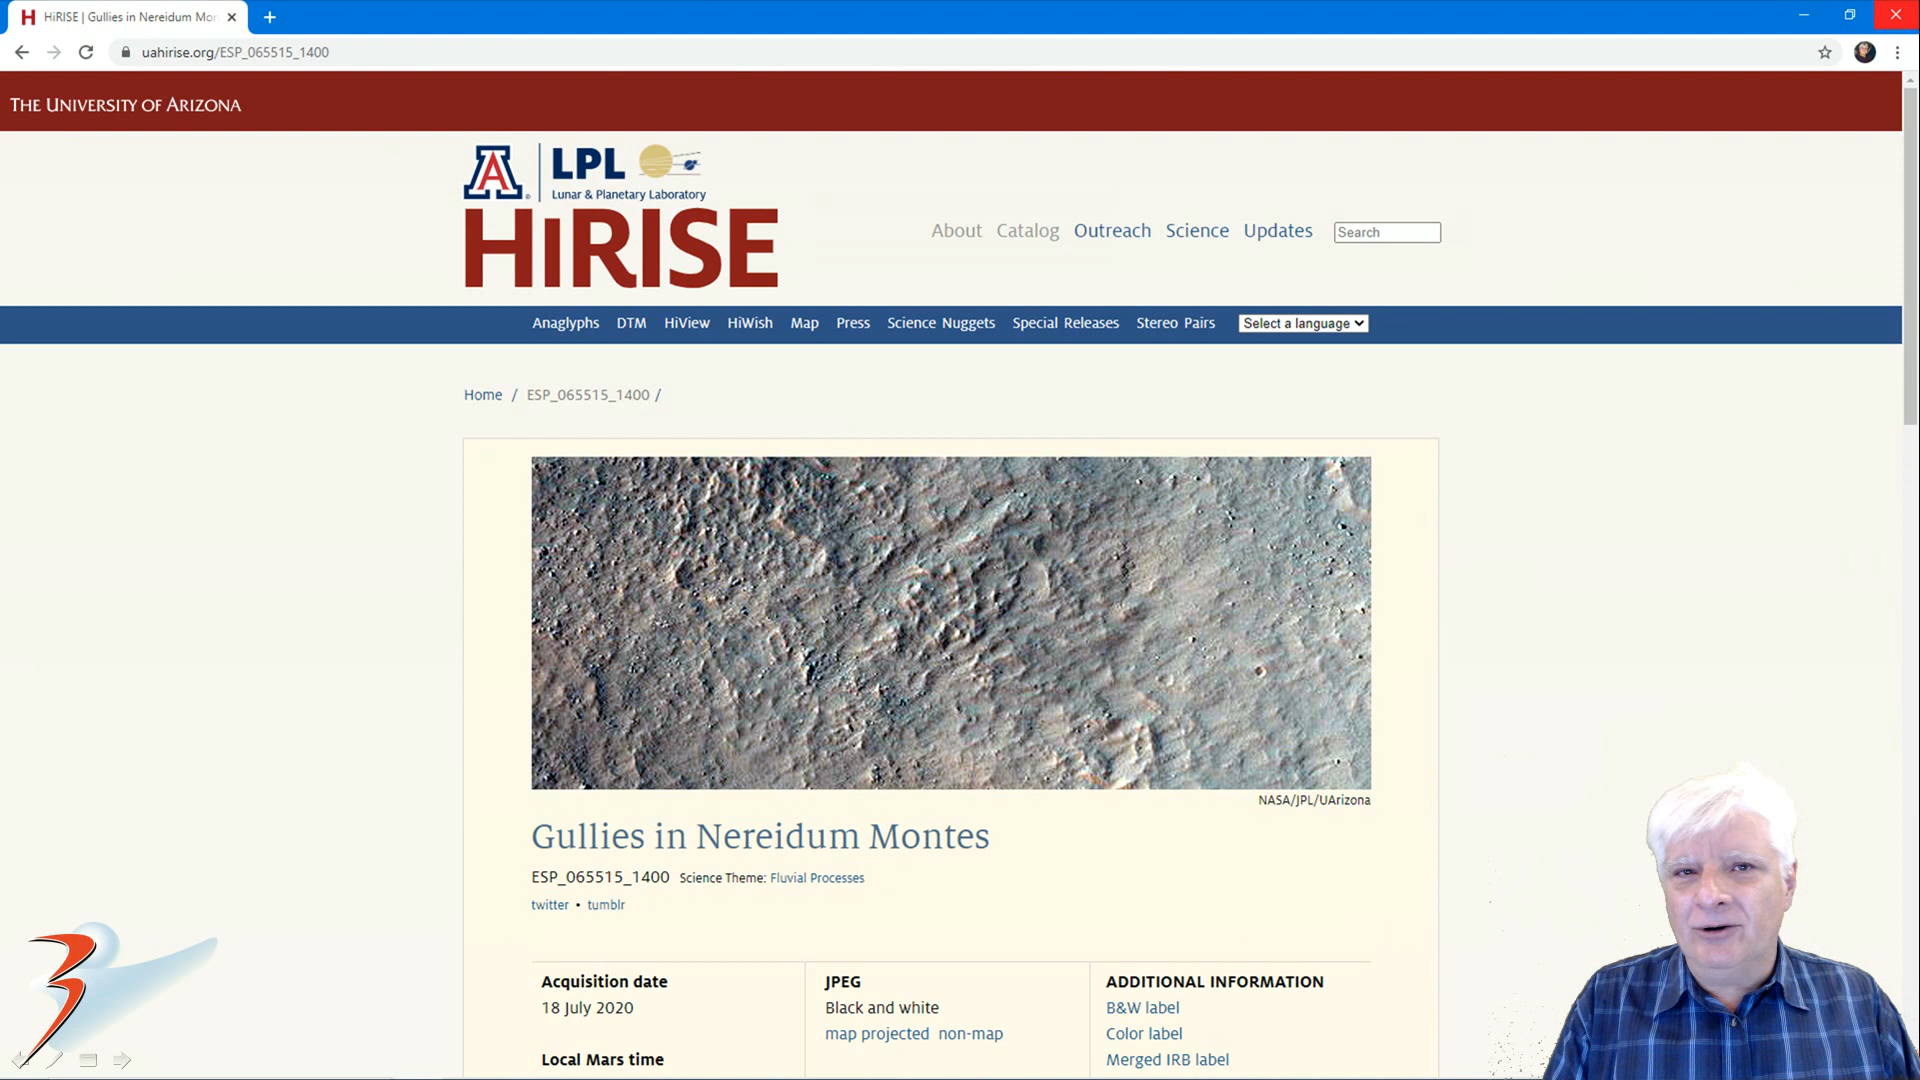 HiRISE | Gullies in Nereidum Mon
uahirise.org/ESP_065515_1400
THE UNIVERSITY OF ARIZONA
A LPL
Lunar & Planetary Laboratory
HiRISE
About Catalog Outreach Science Updates Search
Anaglyphs DTM HiView HiWish Map Press Science Nuggets Special Releases Stereo Pairs Select a language
Home / ESP_065515_1400 /
NASA/JPL/UArizona
Gullies in Nereidum Montes
ESP_065515_1400 Science Theme: Fluvial Processes
twitter • tumblr
Acquisition date
18 July 2020
Local Mars time
JPEG
Black and white
map projected non-map
ADDITIONAL INFORMATION
B&W label
Color label
Merged IRB label